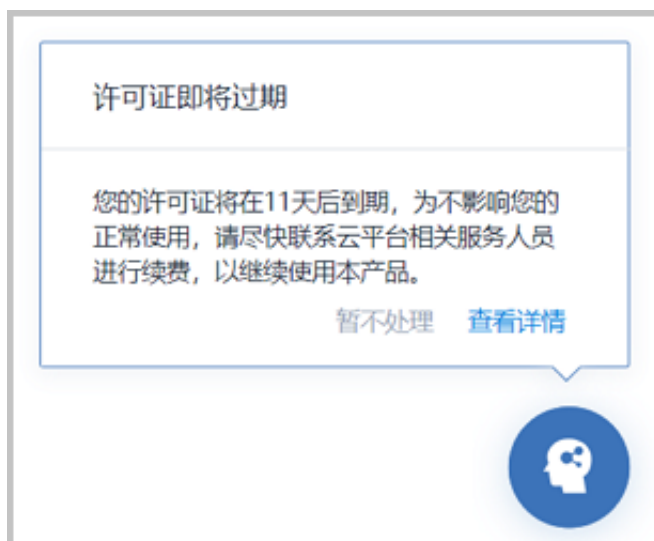 许可证即将过期
您的许可证将在11天后到期，为不影响您的
正常使用，请尽快联系云平台相关服务人员
进行续费，以继续使用本产品。
暂不处理 查看详情